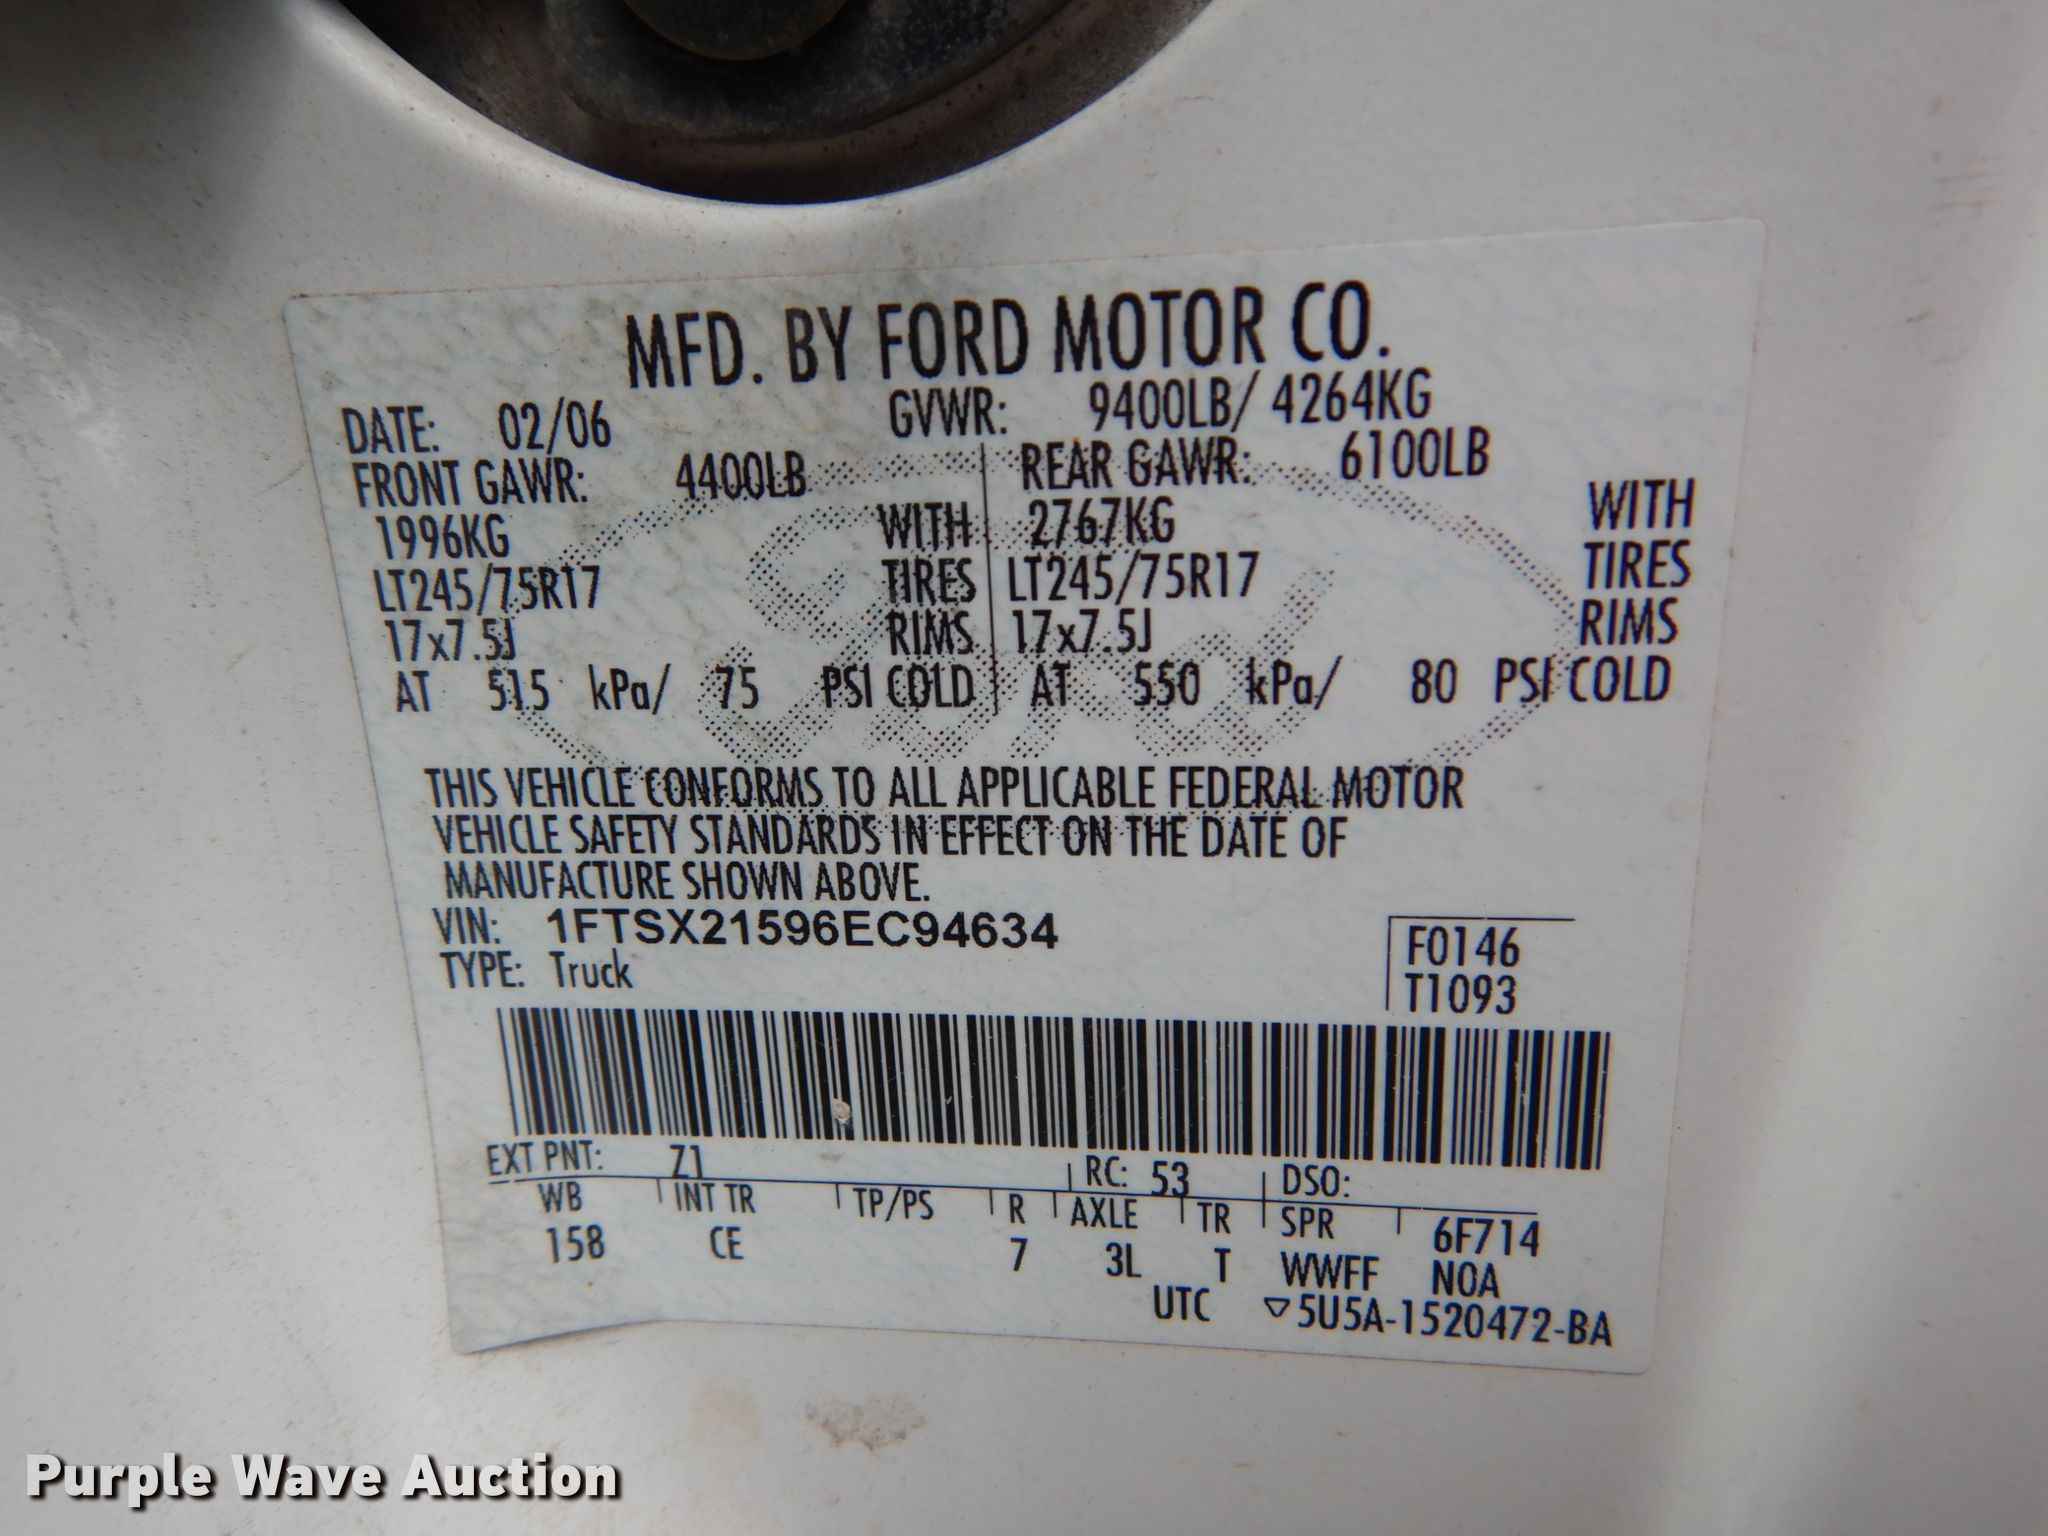 MFD. BY FORD MOTOR CO.
DATE: 02/06 GVWR: 9400LB/ 4264KG
FRONT GAWR: 4400LB REAR GAWR: 6100LB
1996KG WITH 2767KG WITH
LT245/75R17 TIRES LT245/75R17 TIRES
17x7.5J RIMS 17x7.5J RIMS
AT 515 kPa/ 75 PSI COLD AT 550 kPa/ 80 PSI COLD
Ford
THIS VEHICLE CONFORMS TO ALL APPLICABLE FEDERAL MOTOR
VEHICLE SAFETY STANDARDS IN EFFECT ON THE DATE OF
MANUFACTURE SHOWN ABOVE.
VIN: 1FTSX21596EC94634
TYPE: Truck
F0146
T1093
EXT PNT: Z1 RC: 53 DSO:
WB INT TR TP/PS R AXLE TR SPR 6F714
158 CE 7 3L T WWFF NOA
UTC ▽5U5A-1520472-BA
Purple Wave Auction